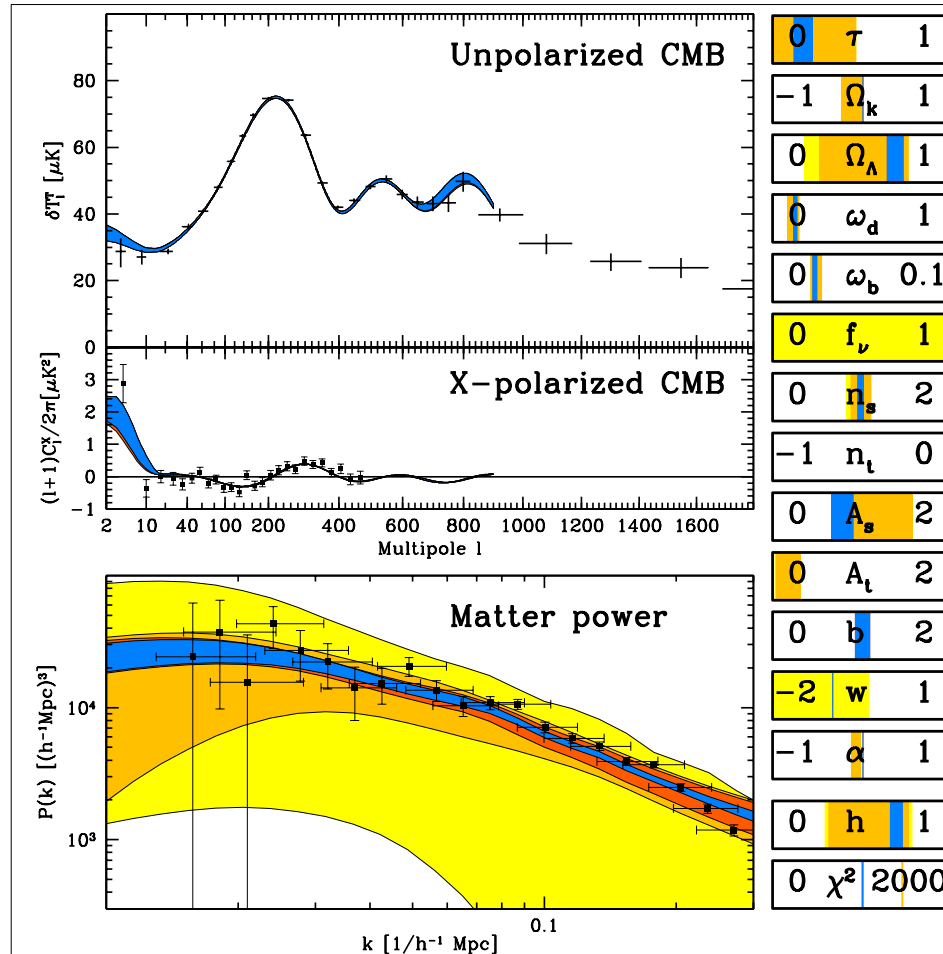 Unpolarized CMB
δT_l^T [μK]
80
60
40
20
0
X-polarized CMB
(l+1)C_l^x/2π[μK²]
3
2
1
0
-1
2 10 40 100 200 400 600 800 1000 1200 1400 1600
Multipole l
Matter power
P(k) [(h⁻¹Mpc)³]
10⁴
10³
0.1
k [1/h⁻¹ Mpc]
0 τ 1
-1 Ω_k 1
0 Ω_Λ 1
0 ω_d 1
0 ω_b 0.1
0 f_ν 1
0 n_s 2
-1 n_t 0
0 A_s 2
0 A_t 2
0 b 2
-2 w 1
-1 α 1
0 h 1
0 χ² 2000